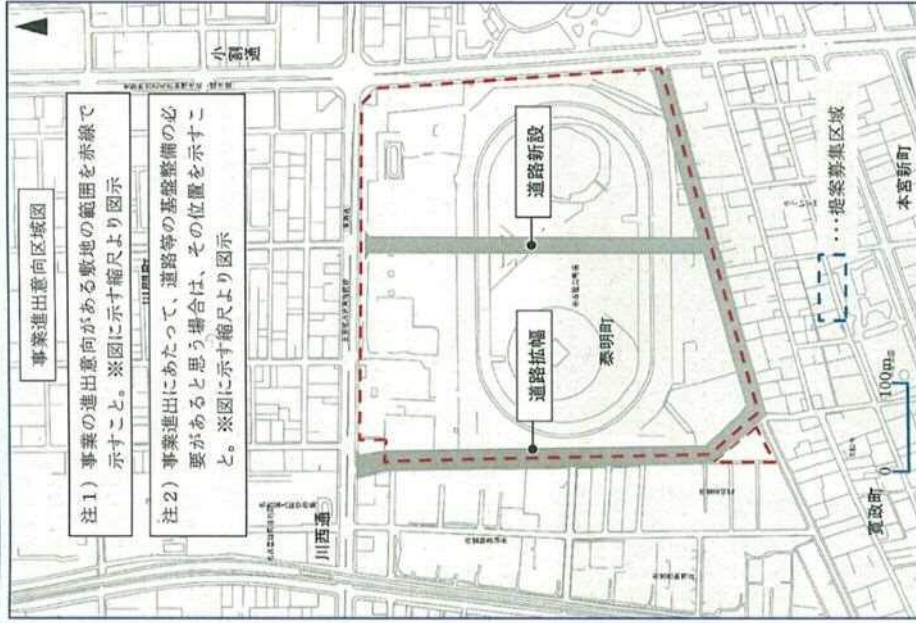 事業進出意向区域図
注1）事業の進出意向がある敷地の範囲を赤線で
示すこと。※図に示す縮尺より図示
注2）事業進出にあたって、道路等の基盤整備の必
要があると思う場合は、その位置を示すこ
と。※図に示す縮尺より図示
小割通
川西通
道路新設
道路拡幅
泰明町
寛政町
本宮新町
･･･提案募集区域
0
100m